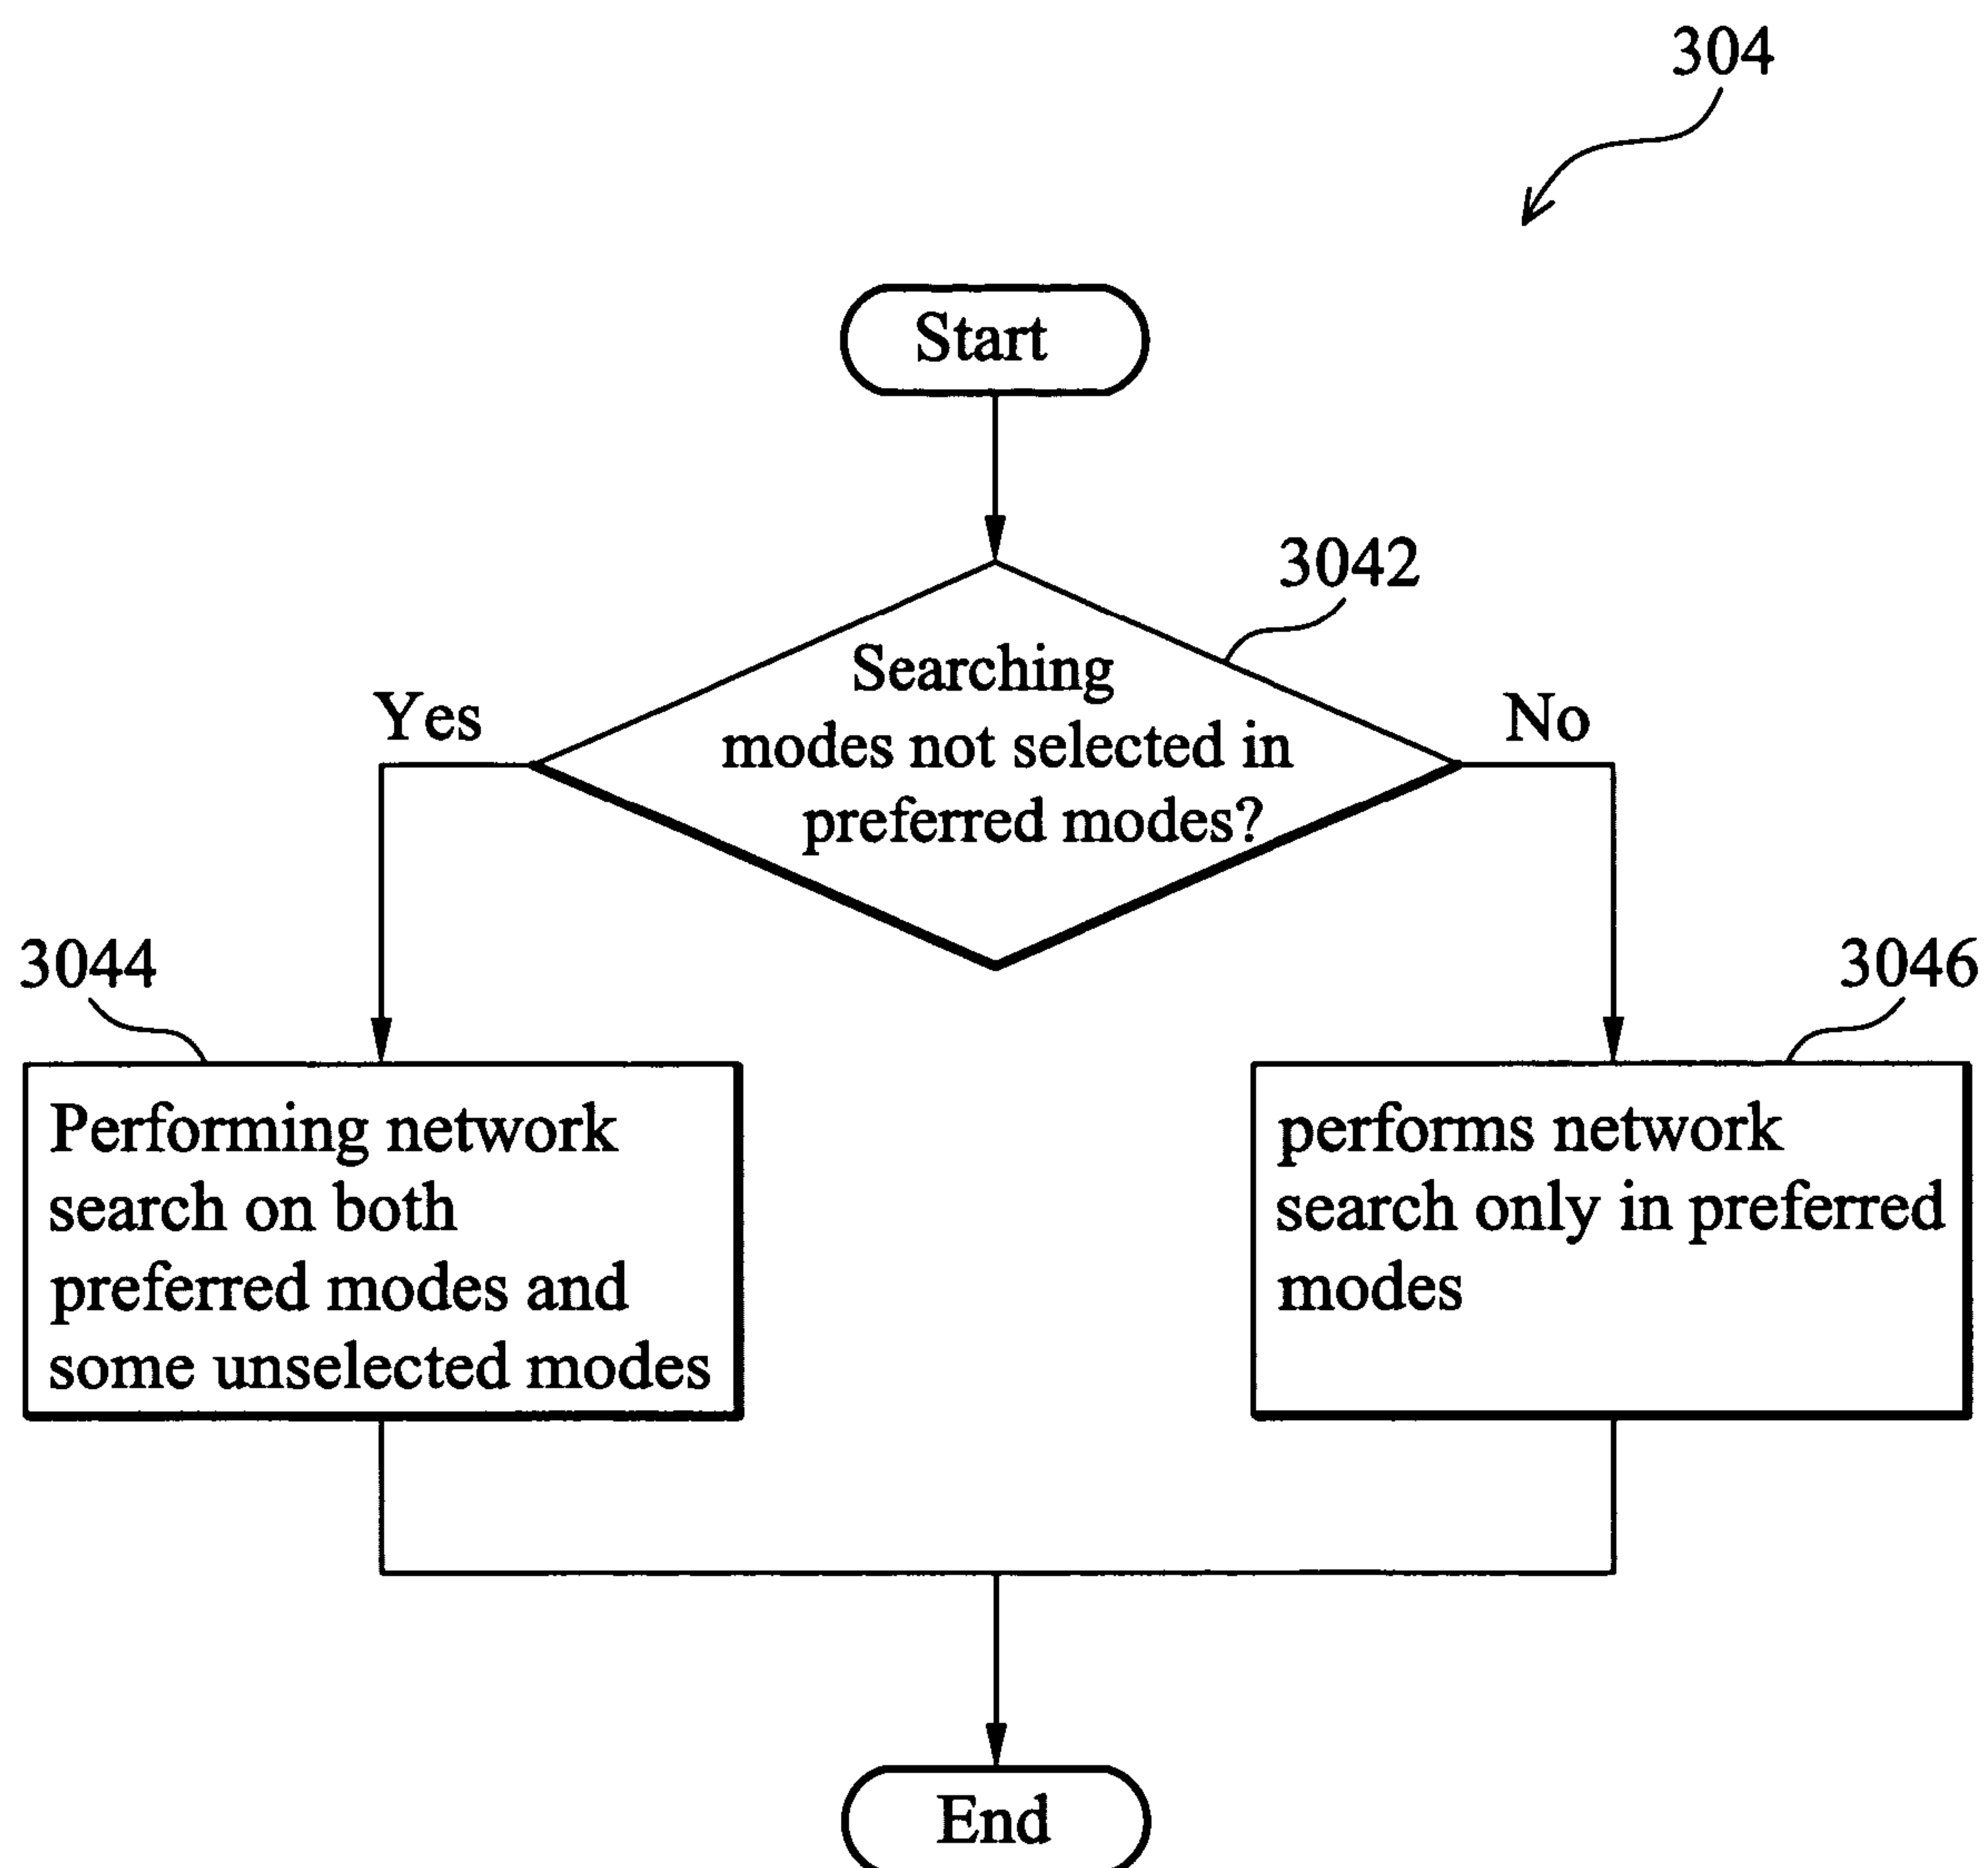 304
Start
3042
Searching
modes not selected in
preferred modes?
Yes
No
3044
3046
Performing network
search on both
preferred modes and
some unselected modes
performs network
search only in preferred
modes
End